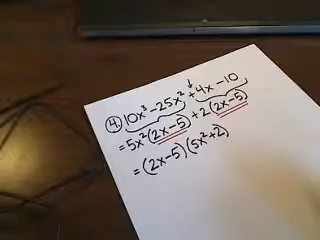 ④ 10x³ - 25x² + 4x - 10
= 5x²(2x-5) + 2(2x-5)
= (2x-5)(5x²+2)